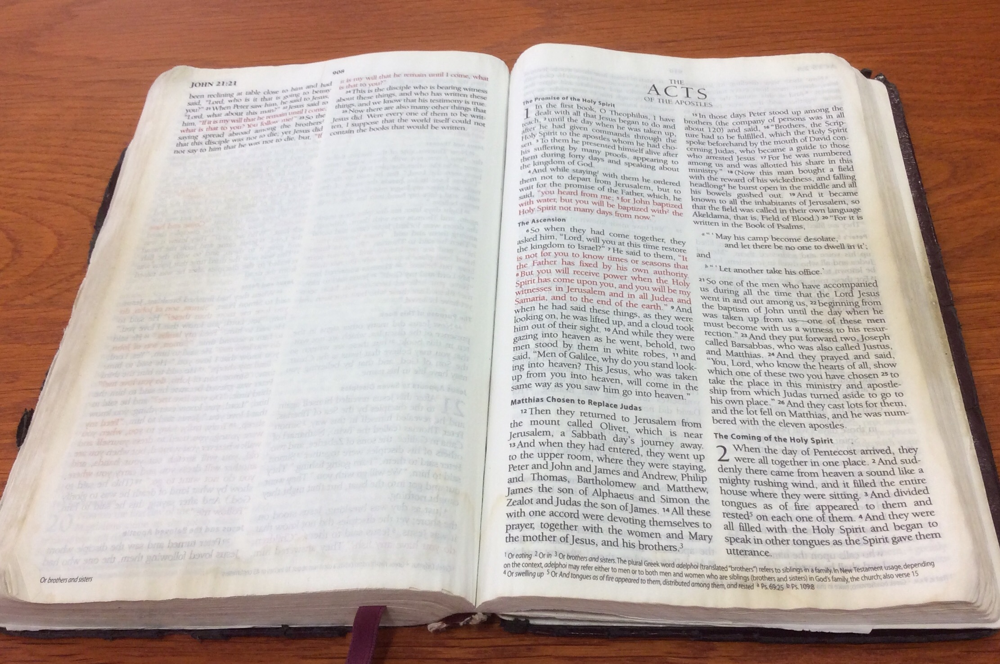 JOHN 21:21
908
been reclining at table close to him and had
said, "Lord, who is it that is going to betray
you?" 21 When Peter saw him, he said to Jesus,
"Lord, what about this man?" 22 Jesus said to
him, "If it is my will that he remain until I come,
what is that to you? You follow me!" 23 So the
saying spread abroad among the brothers¹
that this disciple was not to die; yet Jesus did
not say to him that he was not to die, but, "If
it is my will that he remain until I come, what
is that to you?"
24 This is the disciple who is bearing witness
about these things, and who has written these
things, and we know that his testimony is true.
25 Now there are also many other things that
Jesus did. Were every one of them to be writ-
ten, I suppose that the world itself could not
contain the books that would be written.
Or brothers and sisters
THE
ACTS
OF THE APOSTLES
The Promise of the Holy Spirit
1 In the first book, O Theophilus, I have
dealt with all that Jesus began to do and
teach, 2 until the day when he was taken up,
after he had given commands through the
Holy Spirit to the apostles whom he had cho-
sen. 3 To them he presented himself alive after
his suffering by many proofs, appearing to
them during forty days and speaking about
the kingdom of God.
4 And while staying¹ with them he ordered
them not to depart from Jerusalem, but to
wait for the promise of the Father, which, he
said, "you heard from me; 5 for John baptized
with water, but you will be baptized with² the
Holy Spirit not many days from now."
The Ascension
6 So when they had come together, they
asked him, "Lord, will you at this time restore
the kingdom to Israel?" 7 He said to them, "It
is not for you to know times or seasons that
the Father has fixed by his own authority.
8 But you will receive power when the Holy
Spirit has come upon you, and you will be my
witnesses in Jerusalem and in all Judea and
Samaria, and to the end of the earth." 9 And
when he had said these things, as they were
looking on, he was lifted up, and a cloud took
him out of their sight. 10 And while they were
gazing into heaven as he went, behold, two
men stood by them in white robes, 11 and
said, "Men of Galilee, why do you stand look-
ing into heaven? This Jesus, who was taken
up from you into heaven, will come in the
same way as you saw him go into heaven."
Matthias Chosen to Replace Judas
12 Then they returned to Jerusalem from
the mount called Olivet, which is near
Jerusalem, a Sabbath day's journey away.
13 And when they had entered, they went up
to the upper room, where they were staying,
Peter and John and James and Andrew, Philip
and Thomas, Bartholomew and Matthew,
James the son of Alphaeus and Simon the
Zealot and Judas the son of James. 14 All these
with one accord were devoting themselves to
prayer, together with the women and Mary
the mother of Jesus, and his brothers.³
15 In those days Peter stood up among the
brothers (the company of persons was in all
about 120) and said, 16 "Brothers, the Scrip-
ture had to be fulfilled, which the Holy Spirit
spoke beforehand by the mouth of David con-
cerning Judas, who became a guide to those
who arrested Jesus. 17 For he was numbered
among us and was allotted his share in this
ministry." 18 (Now this man bought a field
with the reward of his wickedness, and falling
headlong⁴ he burst open in the middle and all
his bowels gushed out. 19 And it became
known to all the inhabitants of Jerusalem, so
that the field was called in their own language
Akeldama, that is, Field of Blood.) 20 "For it is
written in the Book of Psalms,
a "'May his camp become desolate,
and let there be no one to dwell in it';
and
b "'Let another take his office.'
21 So one of the men who have accompanied
us during all the time that the Lord Jesus
went in and out among us, 22 beginning from
the baptism of John until the day when he
was taken up from us—one of these men
must become with us a witness to his resur-
rection." 23 And they put forward two, Joseph
called Barsabbas, who was also called Justus,
and Matthias. 24 And they prayed and said,
"You, Lord, who know the hearts of all, show
which one of these two you have chosen 25 to
take the place in this ministry and apostle-
ship from which Judas turned aside to go to
his own place." 26 And they cast lots for them,
and the lot fell on Matthias, and he was num-
bered with the eleven apostles.
The Coming of the Holy Spirit
2 When the day of Pentecost arrived, they
were all together in one place. 2 And sud-
denly there came from heaven a sound like a
mighty rushing wind, and it filled the entire
house where they were sitting. 3 And divided
tongues as of fire appeared to them and
rested⁵ on each one of them. 4 And they were
all filled with the Holy Spirit and began to
speak in other tongues as the Spirit gave them
utterance.
1 Or eating 2 Or in 3 Or brothers and sisters. The plural Greek word adelphoi (translated "brothers") refers to siblings in a family. In New Testament usage, depending
on the context, adelphoi may refer either to men or to both men and women who are siblings (brothers and sisters) in God's family, the church; also verse 15
4 Or swelling up 5 Or And tongues as of fire appeared to them, distributed among them, and rested a Ps. 69:25 b Ps. 109:8